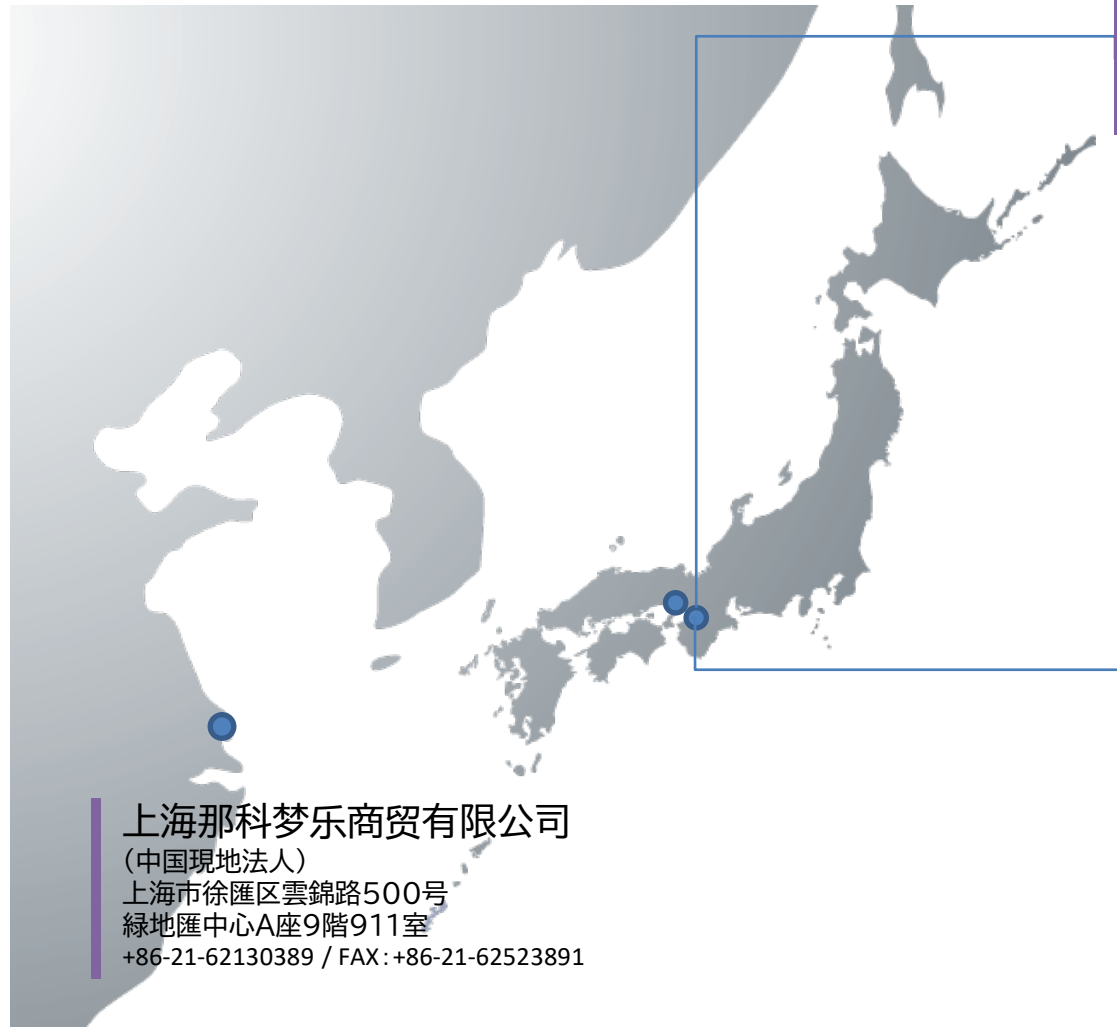 上海那科梦乐商贸有限公司
（中国現地法人）
上海市徐匯区雲錦路500号
緑地匯中心A座9階911室
+86-21-62130389 / FAX：+86-21-62523891